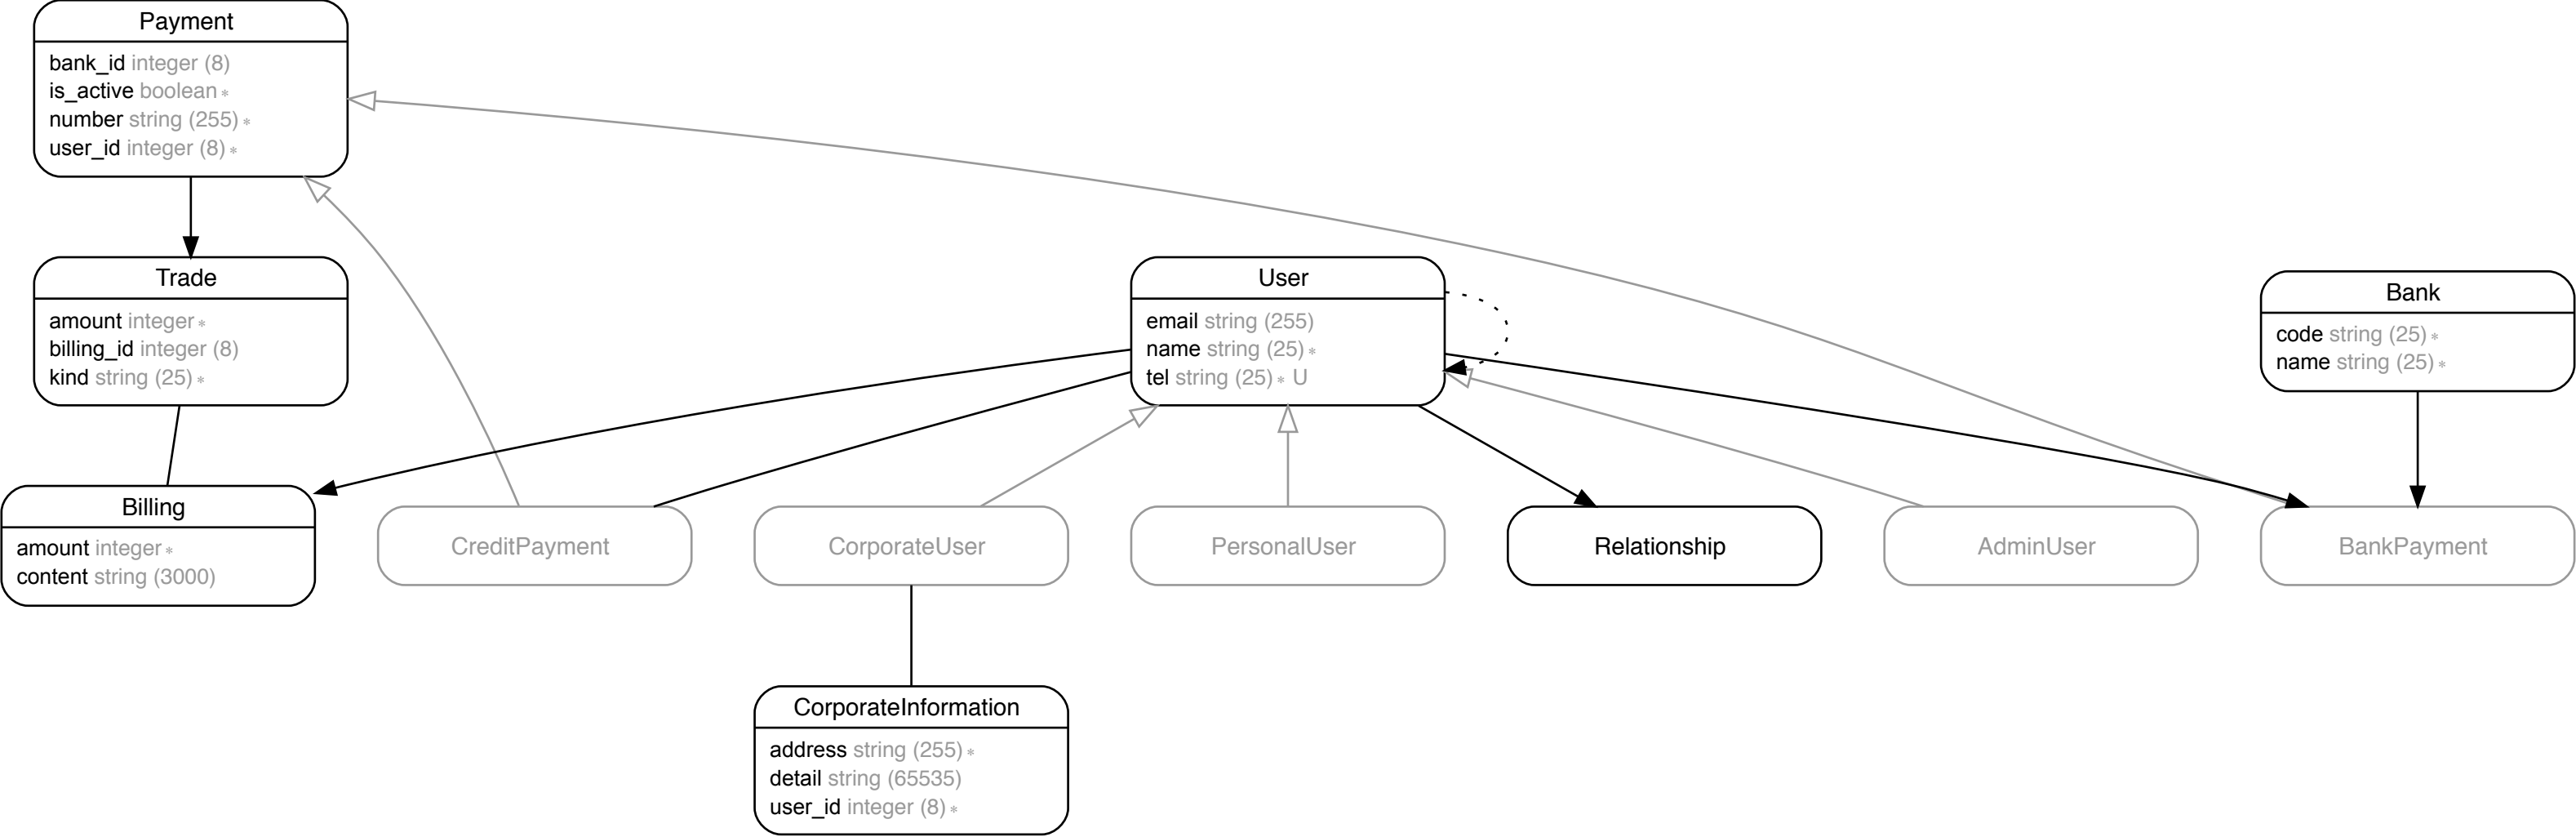 Payment
bank_id integer (8)
is_active boolean *
number string (255) *
user_id integer (8) *
Trade
amount integer *
billing_id integer (8)
kind string (25) *
User
email string (255)
name string (25) *
tel string (25) * U
Bank
code string (25) *
name string (25) *
Billing
amount integer *
content string (3000)
CreditPayment
CorporateUser
PersonalUser
Relationship
AdminUser
BankPayment
CorporateInformation
address string (255) *
detail string (65535)
user_id integer (8) *